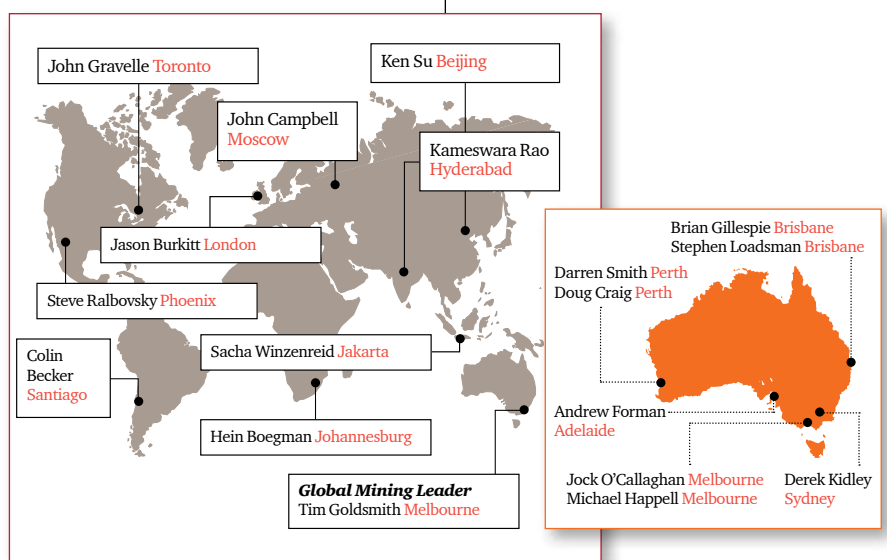 John Gravelle Toronto
Ken Su Beijing
John Campbell
Moscow
Kameswara Rao
Hyderabad
Jason Burkitt London
Steve Ralbovsky Phoenix
Sacha Winzenreid Jakarta
Colin
Becker
Santiago
Hein Boegman Johannesburg
Global Mining Leader
Tim Goldsmith Melbourne
Brian Gillespie Brisbane
Stephen Loadsman Brisbane
Darren Smith Perth
Doug Craig Perth
Andrew Forman
Adelaide
Jock O'Callaghan Melbourne
Michael Happell Melbourne
Derek Kidley
Sydney